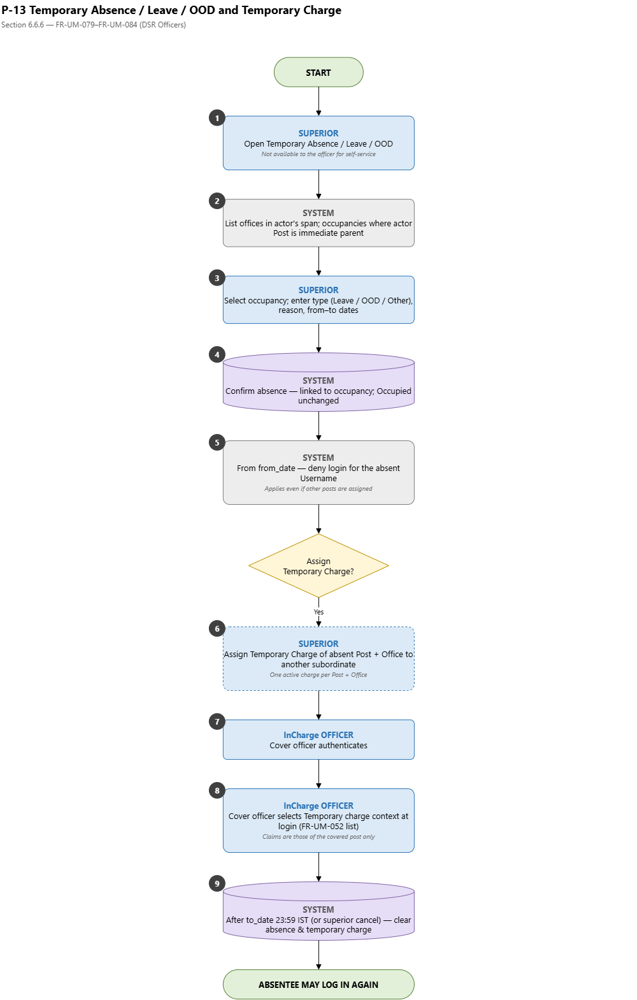 P-13 Temporary Absence / Leave / OOD and Temporary Charge
Section 6.6.6 — FR-UM-079–FR-UM-084 (DSR Officers)
START
1
SUPERIOR
Open Temporary Absence / Leave / OOD
Not available to the officer for self-service
2
SYSTEM
List offices in actor's span; occupancies where actor
Post is immediate parent
3
SUPERIOR
Select occupancy; enter type (Leave / OOD / Other),
reason, from–to dates
4
SYSTEM
Confirm absence — linked to occupancy; Occupied
unchanged
5
SYSTEM
From from_date — deny login for the absent
Username
Applies even if other posts are assigned
Assign
Temporary Charge?
Yes
6
SUPERIOR
Assign Temporary Charge of absent Post + Office to
another subordinate
One active charge per Post + Office
7
InCharge OFFICER
Cover officer authenticates
8
InCharge OFFICER
Cover officer selects Temporary charge context at
login (FR-UM-052 list)
Claims are those of the covered post only
9
SYSTEM
After to_date 23:59 IST (or superior cancel) — clear
absence & temporary charge
ABSENTEE MAY LOG IN AGAIN